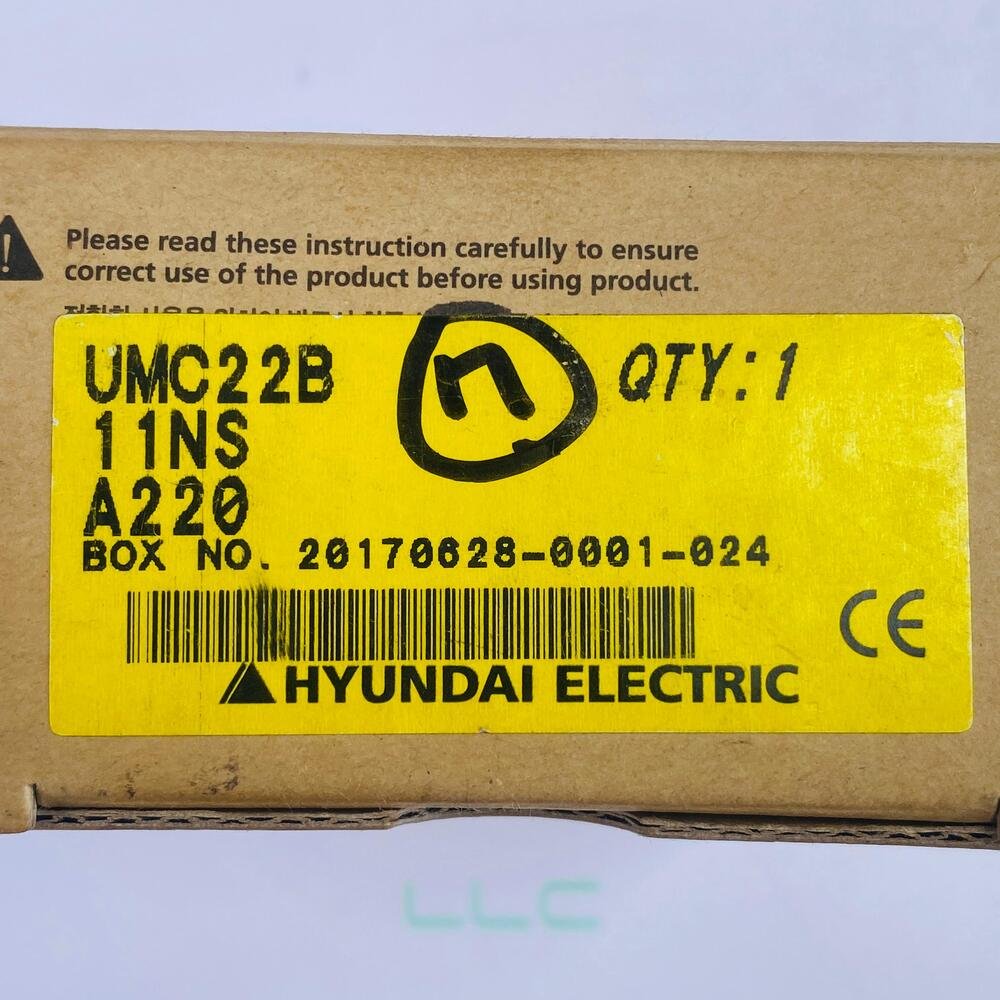 Please read these instruction carefully to ensure
correct use of the product before using product.
UMC22B
n
QTY:1
11NS
A220
BOX NO. 20170628-0001-024
CE
HYUNDAI ELECTRIC
LLC